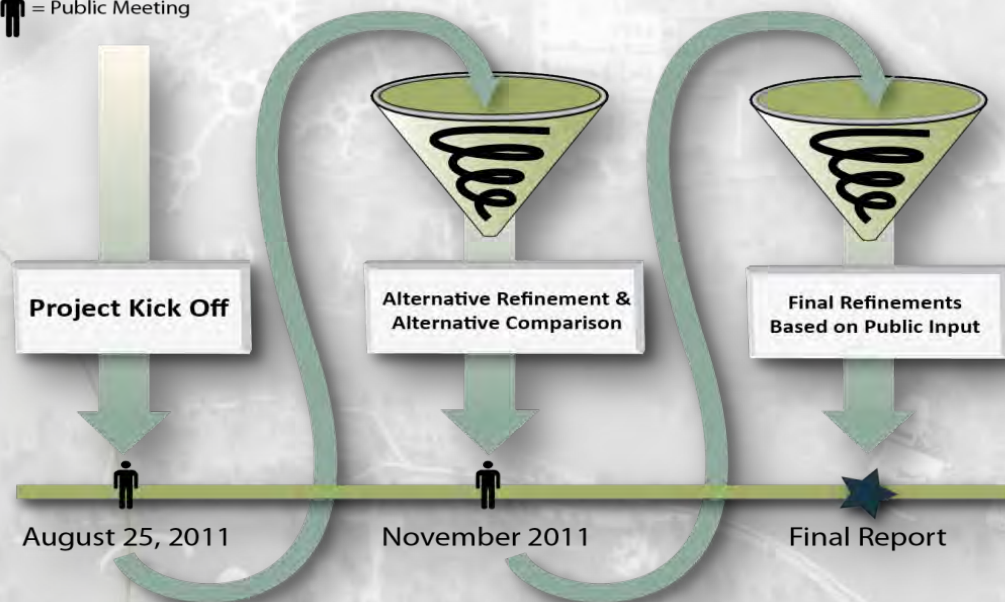 = Public Meeting
Project Kick Off
Alternative Refinement &
Alternative Comparison
Final Refinements
Based on Public Input
August 25, 2011
November 2011
Final Report